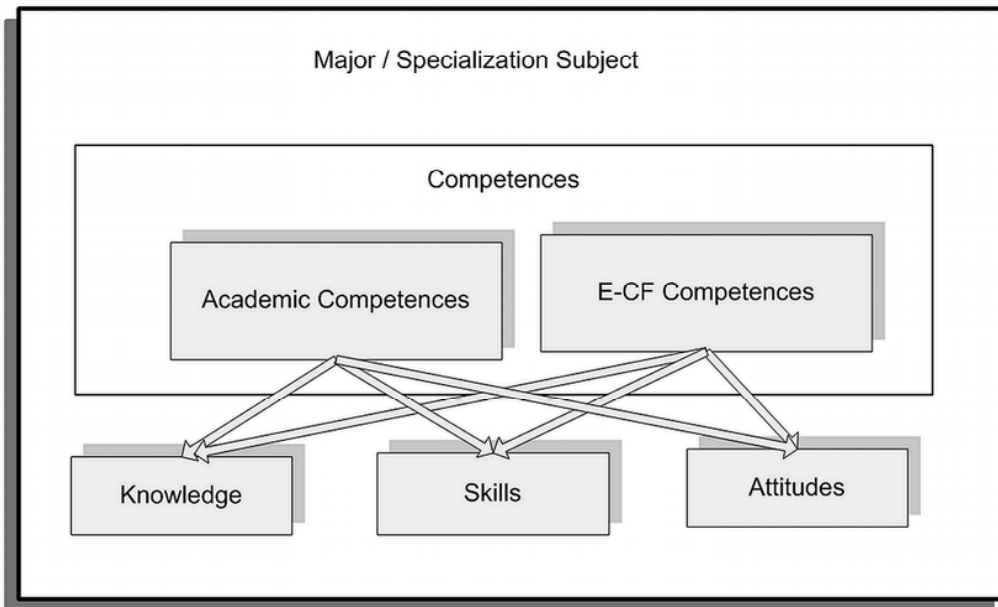 Major / Specialization Subject
Competences
Academic Competences
E-CF Competences
Knowledge
Skills
Attitudes